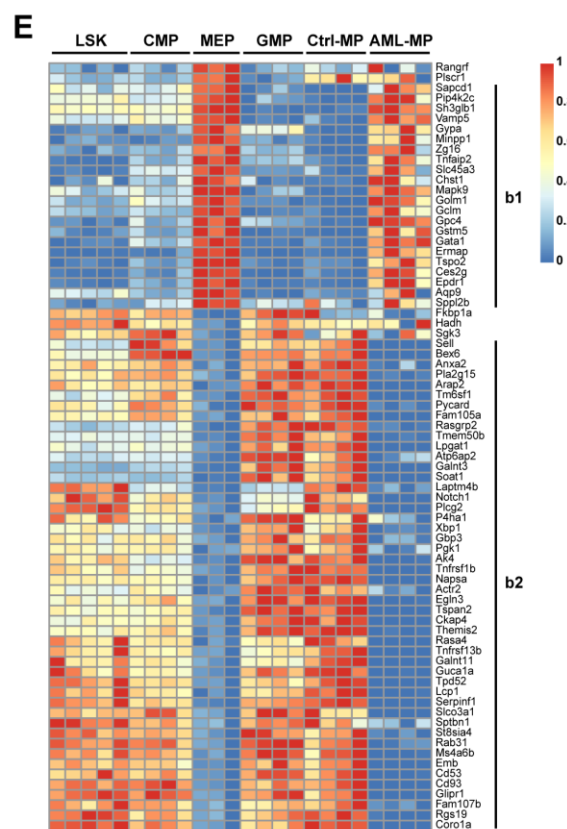 E
LSK CMP MEP GMP Ctrl-MP AML-MP
Rangrf
Plscr1
Sapcd1
Pip4k2c
Sh3glb1
Vamp5
Gypa
Minpp1
Zg16
Tnfaip2
Slc45a3
Chst1
Mapk9
Golm1
Gclm
Gpc4
Gstm5
Gata1
Ermap
Tspo2
Ces2g
Epdr1
Aqp9
Sppl2b
Fkbp1a
Hadh
Sgk3
Sell
Bex6
Anxa2
Pla2g15
Arap2
Tm6sf1
Pycard
Fam105a
Rasgrp2
Tmem50b
Lpgat1
Atp6ap2
Galnt3
Soat1
Laptm4b
Notch1
Plcg2
P4ha1
Xbp1
Gbp3
Pgk1
Ak4
Tnfrsf1b
Napsa
Actr2
Egln3
Tspan2
Ckap4
Themis2
Rasa4
Tnfrsf13b
Galnt11
Guca1a
Tpd52
Lcp1
Serpinf1
Slco3a1
Sptbn1
St8sia4
Rab31
Ms4a6b
Emb
Cd53
Cd93
Glipr1
Fam107b
Rgs19
Coro1a
b1
b2
1
0.
0.
0.
0.
0